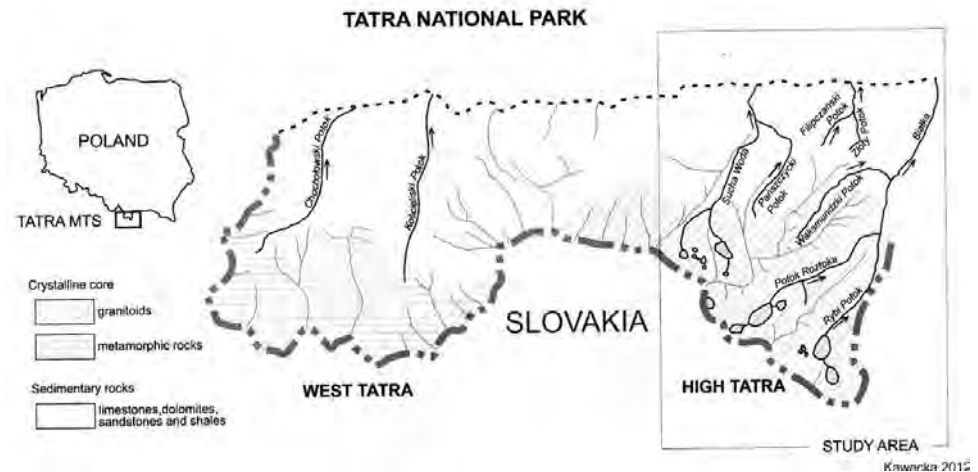 TATRA NATIONAL PARK
POLAND
TATRA MTS
Crystalline core
granitoids
metamorphic rocks
Sedimentary rocks
limestones,dolomites,
sandstones and shales
Chochołowski Potok
Kościeliski Potok
Sucha Woda
Pańszczycki
Potok
Filipczański
Potok
Złoty Potok
Białka
Waksmundzki Potok
Potok Roztoka
Rybi Potok
SLOVAKIA
WEST TATRA
HIGH TATRA
STUDY AREA
Kawecka 2012